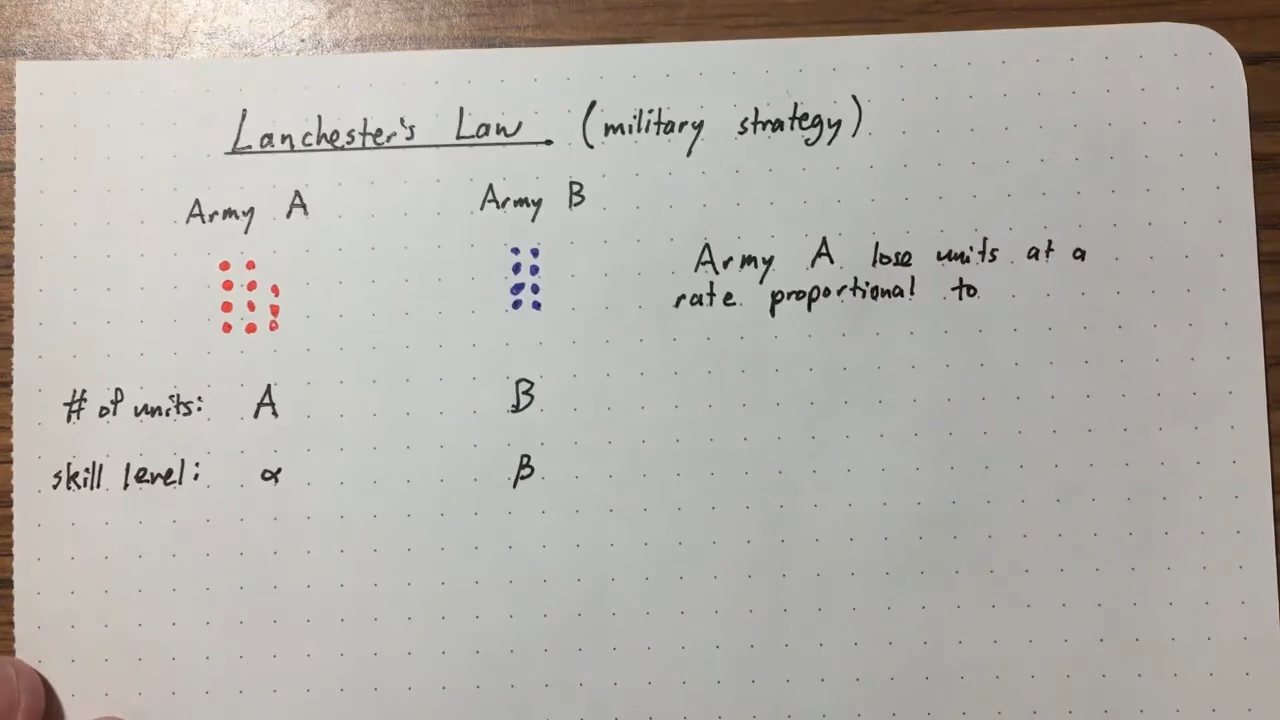 Lanchester's Law (military strategy)
Army A
Army B
Army A lose units at a
rate proportional to
# of units: A B
skill level: α β